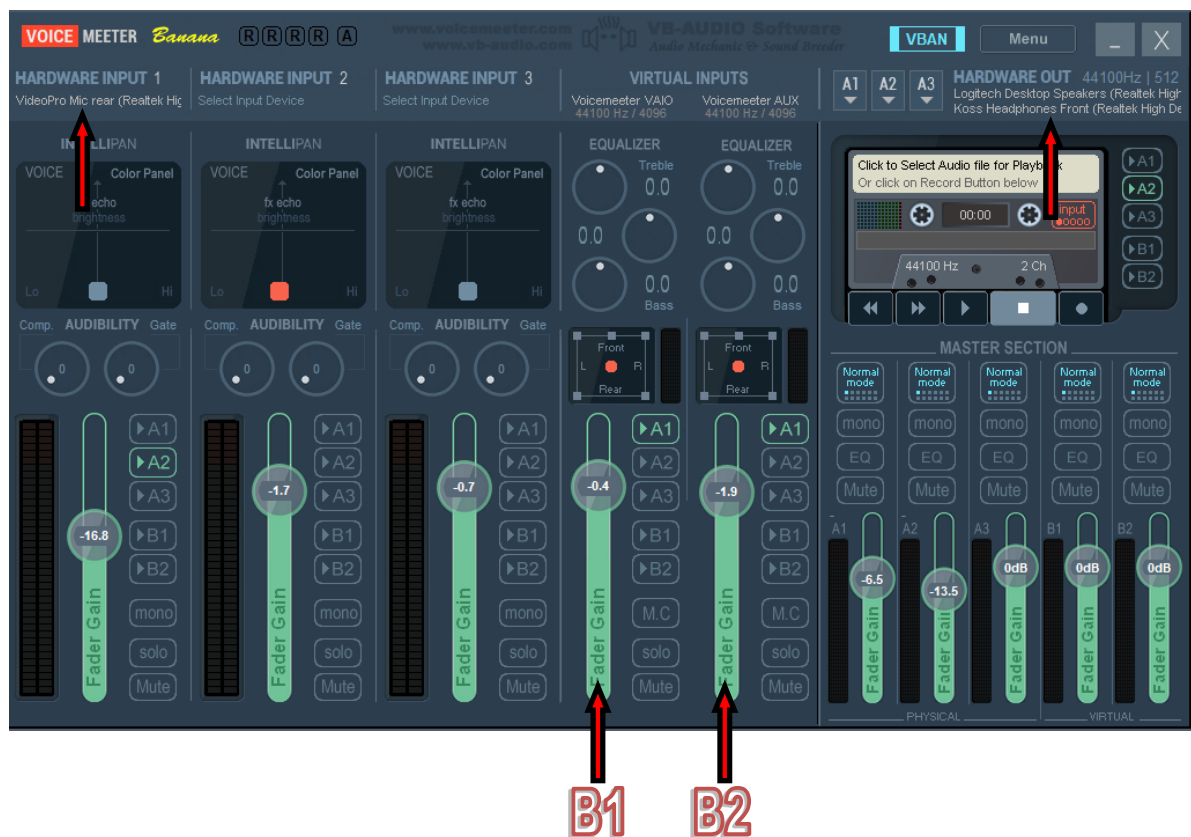 VOICE MEETER Banana R R R R A www.voicemeeter.com VB-AUDIO Software VBAN Menu _ X
www.vb-audio.com Audio Mechanic & Sound Breeder
HARDWARE INPUT 1 HARDWARE INPUT 2 HARDWARE INPUT 3 VIRTUAL INPUTS A1 A2 A3 HARDWARE OUT 44100Hz | 512
VideoPro Mic rear (Realtek Hig Select Input Device Select Input Device Voicemeeter VAIO Voicemeeter AUX Logitech Desktop Speakers (Realtek High
44100 Hz / 4096 44100 Hz / 4096 Koss Headphones Front (Realtek High De
INTELLIPAN INTELLIPAN INTELLIPAN EQUALIZER EQUALIZER
VOICE Color Panel VOICE Color Panel VOICE Color Panel Treble Treble
fx echo fx echo fx echo 0.0 0.0
brightness brightness brightness
0.0 0.0
0.0 0.0
Lo Hi Lo Hi Lo Hi Bass Bass
Click to Select Audio file for Playback
Or click on Record Button below
00:00 input
44100 Hz 2 Ch
A1
A2
A3
B1
B2
Comp. AUDIBILITY Gate Comp. AUDIBILITY Gate Comp. AUDIBILITY Gate
0 0 0 0 0 0
Front Front
L R L R
Rear Rear
MASTER SECTION
Normal mode Normal mode Normal mode Normal mode Normal mode
mono mono mono mono mono
EQ EQ EQ EQ EQ
Mute Mute Mute Mute Mute
A1 A1 A1 A1 A1
A2 A2 A2 A2 A2
A3 A3 A3 A3 A3
B1 B1 B1 B1 B1
B2 B2 B2 B2 B2
-16.8 -1.7 -0.7 -0.4 -1.9
mono mono mono M.C M.C
solo solo solo solo solo
Mute Mute Mute Mute Mute
Fader Gain Fader Gain Fader Gain Fader Gain Fader Gain
A1 A2 A3 B1 B2
-6.5 -13.5 0dB 0dB 0dB
Fader Gain Fader Gain Fader Gain Fader Gain Fader Gain
PHYSICAL VIRTUAL
B1 B2